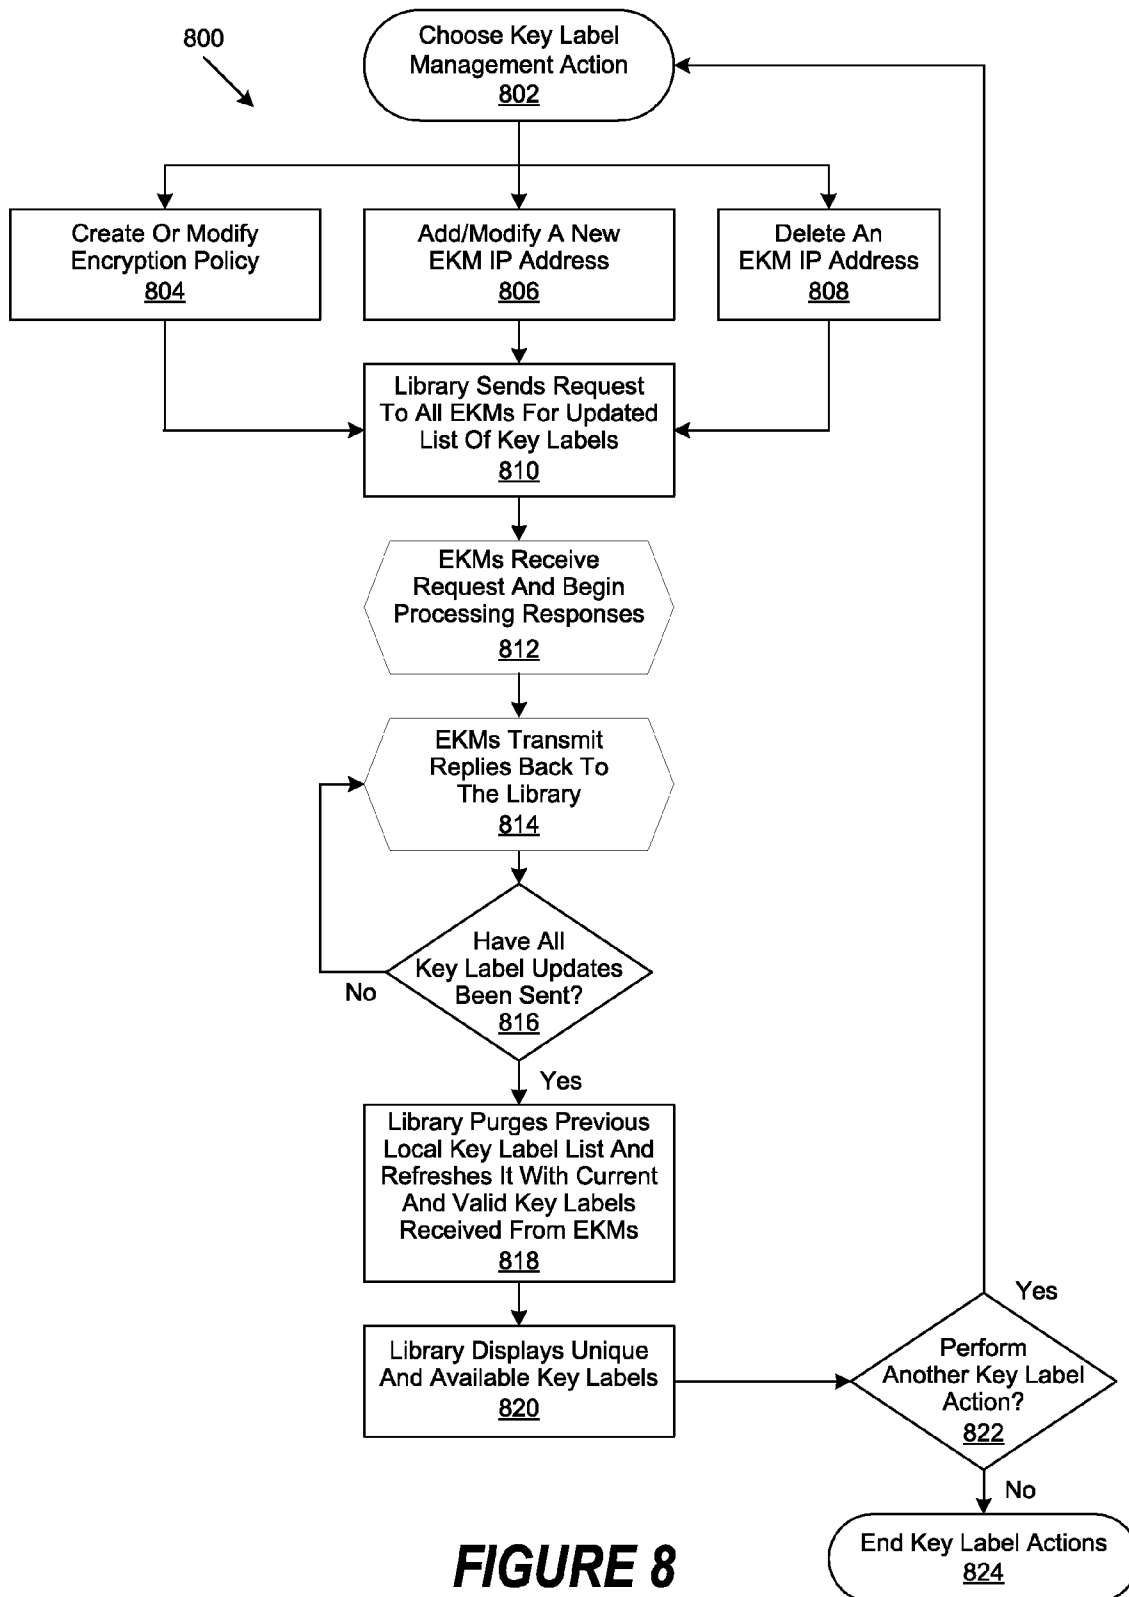 800
Choose Key Label
Management Action
802
Create Or Modify
Encryption Policy
804
Add/Modify A New
EKM IP Address
806
Delete An
EKM IP Address
808
Library Sends Request
To All EKMs For Updated
List Of Key Labels
810
EKMs Receive
Request And Begin
Processing Responses
812
EKMs Transmit
Replies Back To
The Library
814
Have All
Key Label Updates
Been Sent?
816
No
Yes
Library Purges Previous
Local Key Label List And
Refreshes It With Current
And Valid Key Labels
Received From EKMs
818
Library Displays Unique
And Available Key Labels
820
Yes
Perform
Another Key Label
Action?
822
No
End Key Label Actions
824
FIGURE 8